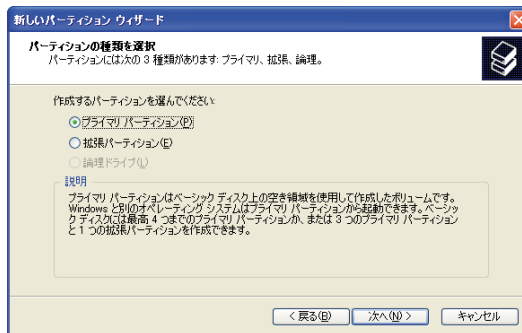 新しいパーティション ウィザード
パーティションの種類を選択
パーティションには次の 3 種類があります: プライマリ、拡張、論理。
作成するパーティションを選んでください:
プライマリ パーティション(P)
拡張パーティション(E)
論理ドライブ(L)
説明
プライマリ パーティションはベーシック ディスク上の空き領域を使用して作成したボリュームです。
Windows と別のオペレーティング システムはプライマリ パーティションから起動できます。ベーシッ
ク ディスクには最高 4 つまでのプライマリ パーティションか、または 3 つのプライマリ パーティション
と 1 つの拡張パーティションを作成できます。
< 戻る(B)
次へ(N) >
キャンセル